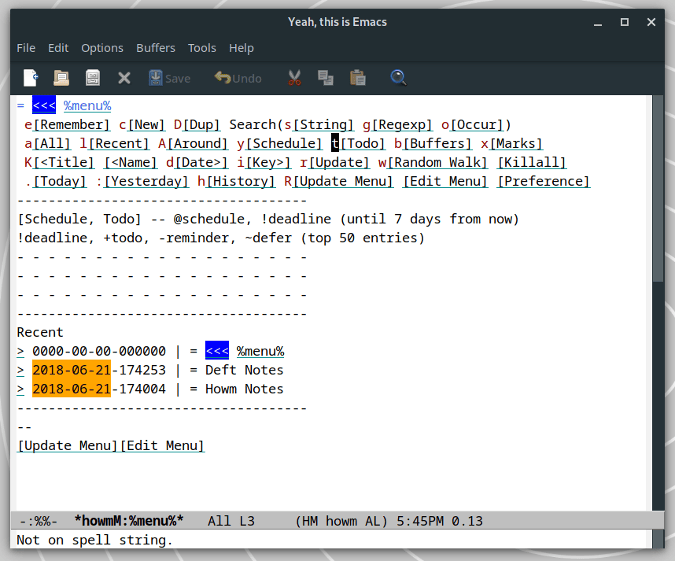 Yeah, this is Emacs
File Edit Options Buffers Tools Help
Save Undo
= <<< %menu%
e[Remember] c[New] D[Dup] Search(s[String] g[Regexp] o[Occur])
a[All] l[Recent] A[Around] y[Schedule] t[Todo] b[Buffers] x[Marks]
K[<Title] [<Name] d[Date>] i[Key>] r[Update] w[Random Walk] [Killall]
.[Today] :[Yesterday] h[History] R[Update Menu] [Edit Menu] [Preference]
-------------------------------------
[Schedule, Todo] -- @schedule, !deadline (until 7 days from now)
!deadline, +todo, -reminder, ~defer (top 50 entries)
- - - - - - - - - - - - - - - - - - -
- - - - - - - - - - - - - - - - - - -
- - - - - - - - - - - - - - - - - - -
-------------------------------------
Recent
> 0000-00-00-000000 | = <<< %menu%
> 2018-06-21-174253 | = Deft Notes
> 2018-06-21-174004 | = Howm Notes
-------------------------------------
--
[Update Menu][Edit Menu]
-:%%- *howmM:%menu%* All L3 (HM howm AL) 5:45PM 0.13
Not on spell string.